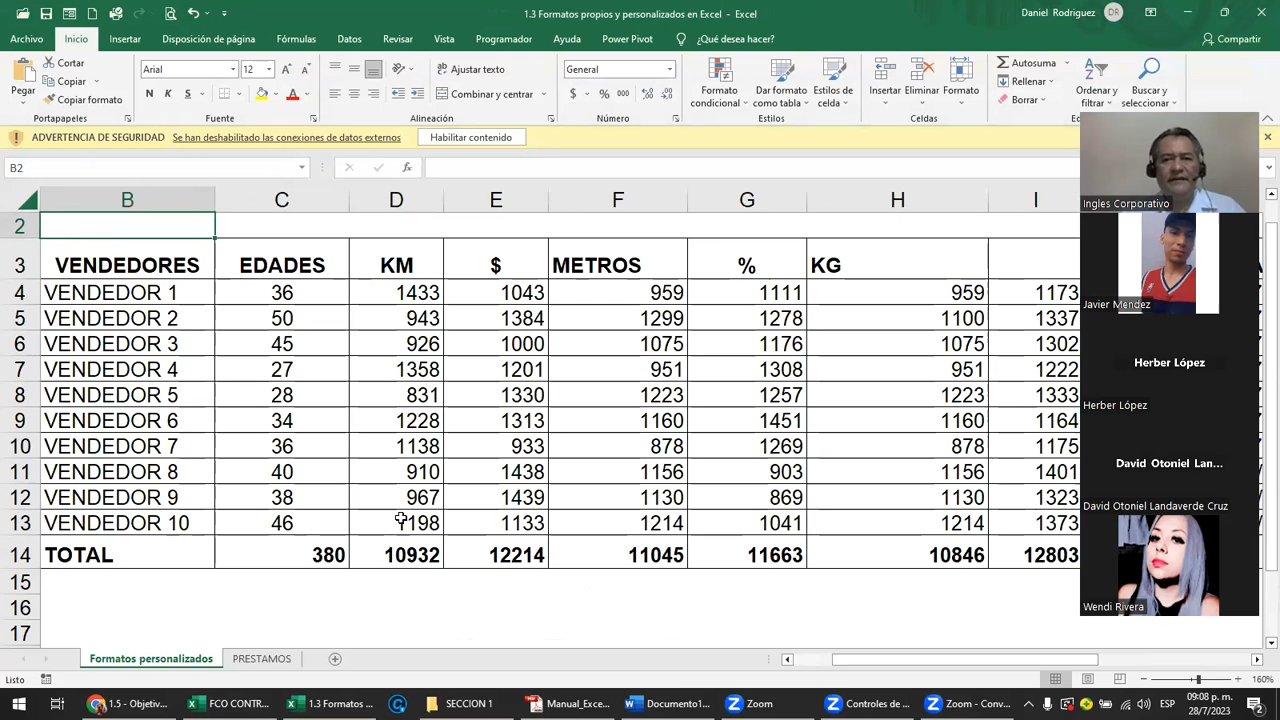 1.3 Formatos propios y personalizados en Excel - Excel
Daniel Rodriguez DR
Archivo Inicio Insertar Disposición de página Fórmulas Datos Revisar Vista Programador Ayuda Power Pivot ¿Qué desea hacer? Compartir
Pegar
Cortar
Copiar
Copiar formato
Portapapeles
Arial 12
N K S
Fuente
Ajustar texto
Combinar y centrar
Alineación
General
$ % 000
Número
Formato condicional
Dar formato como tabla
Estilos de celda
Estilos
Insertar Eliminar Formato
Celdas
Autosuma
Rellenar
Borrar
Ordenar y filtrar
Buscar y seleccionar
ADVERTENCIA DE SEGURIDAD Se han deshabilitado las conexiones de datos externos Habilitar contenido
B2 fx
B C D E F G H I
2
3 VENDEDORES EDADES KM $ METROS % KG
4 VENDEDOR 1 36 1433 1043 959 1111 959 1173
5 VENDEDOR 2 50 943 1384 1299 1278 1100 1337
6 VENDEDOR 3 45 926 1000 1075 1176 1075 1302
7 VENDEDOR 4 27 1358 1201 951 1308 951 1222
8 VENDEDOR 5 28 831 1330 1223 1257 1223 1333
9 VENDEDOR 6 34 1228 1313 1160 1451 1160 1164
10 VENDEDOR 7 36 1138 933 878 1269 878 1175
11 VENDEDOR 8 40 910 1438 1156 903 1156 1401
12 VENDEDOR 9 38 967 1439 1130 869 1130 1323
13 VENDEDOR 10 46 1198 1133 1214 1041 1214 1373
14 TOTAL 380 10932 12214 11045 11663 10846 12803
15
16
17
Ingles Corporativo
Javier Mendez
Herber López
Herber López
David Otoniel Lan...
David Otoniel Landaverde Cruz
Wendi Rivera
Formatos personalizados PRESTAMOS
Listo 160%
1.5 - Objetiv... FCO CONTR... 1.3 Formatos ... SECCION 1 Manual_Exce... Documento1... Zoom Controles de ... Zoom - Conv... ESP
09:08 p. m.
28/7/2023
2